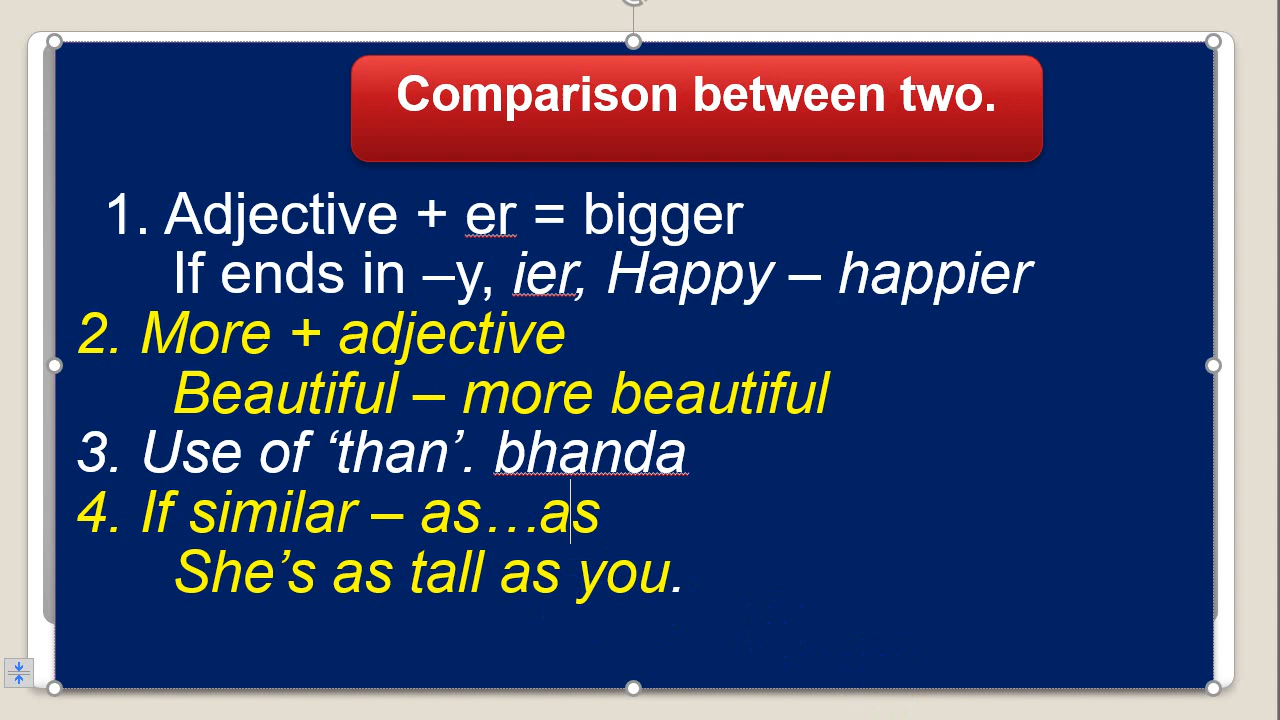 Comparison between two.
1. Adjective + er = bigger
If ends in –y, ier, Happy – happier
2. More + adjective
Beautiful – more beautiful
3. Use of ‘than’. bhanda
4. If similar – as…as
She’s as tall as you.